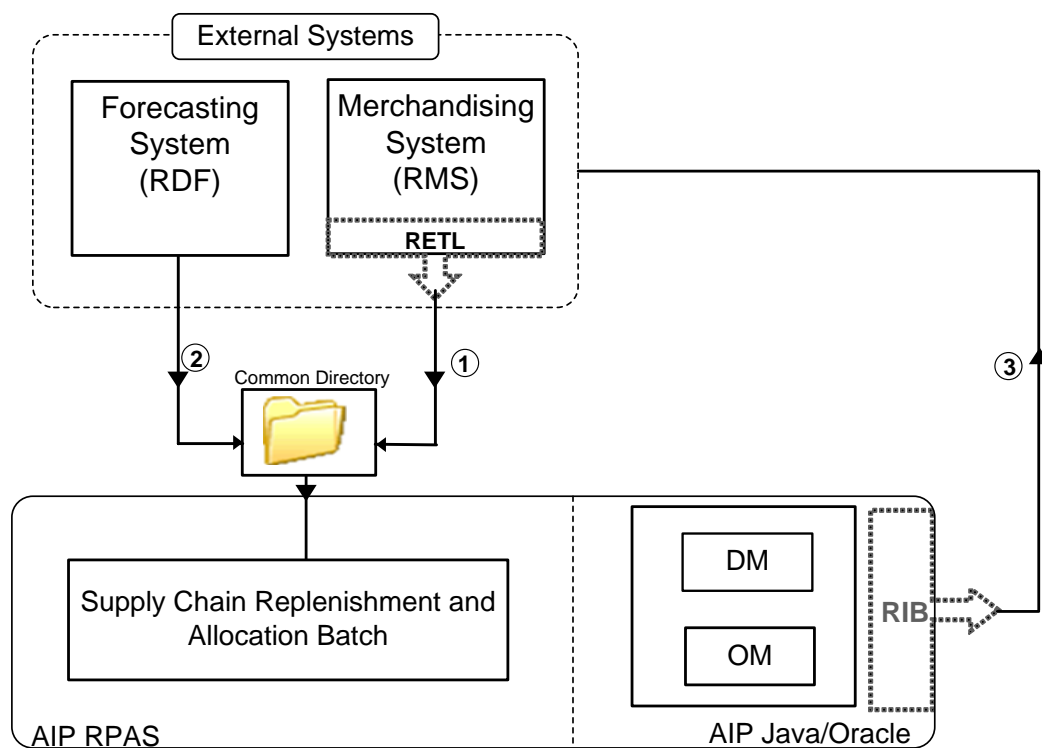 External Systems
Forecasting
System
(RDF)
Merchandising
System
(RMS)
RETL
2
1
3
Common Directory
Supply Chain Replenishment and
Allocation Batch
DM
OM
RIB
AIP RPAS
AIP Java/Oracle